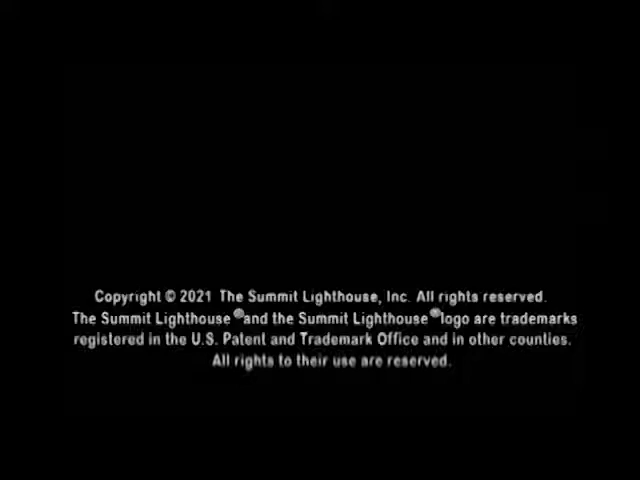 Copyright © 2021 The Summit Lighthouse, Inc. All rights reserved.
The Summit Lighthouse ® and the Summit Lighthouse ® logo are trademarks
registered in the U.S. Patent and Trademark Office and in other counties.
All rights to their use are reserved.